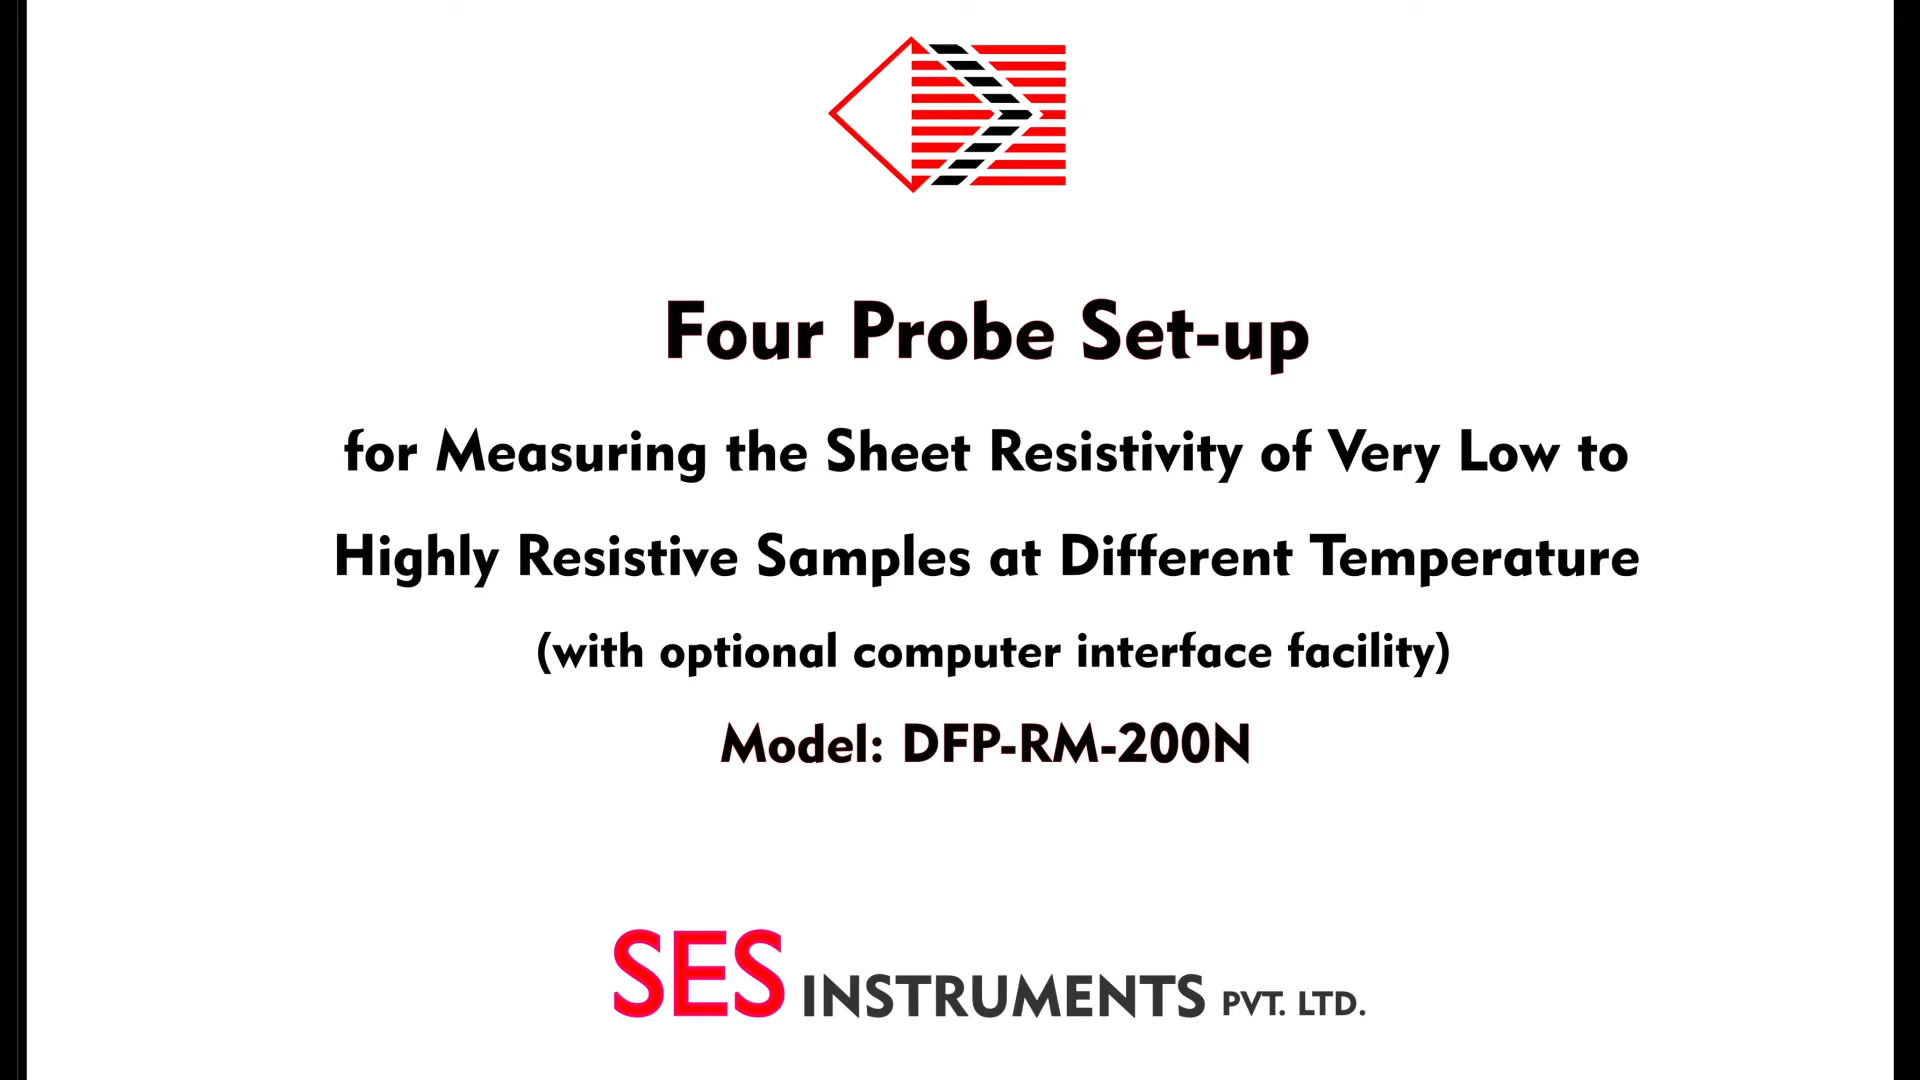 Four Probe Set-up
for Measuring the Sheet Resistivity of Very Low to
Highly Resistive Samples at Different Temperature
(with optional computer interface facility)
Model: DFP-RM-200N
SES INSTRUMENTS PVT. LTD.